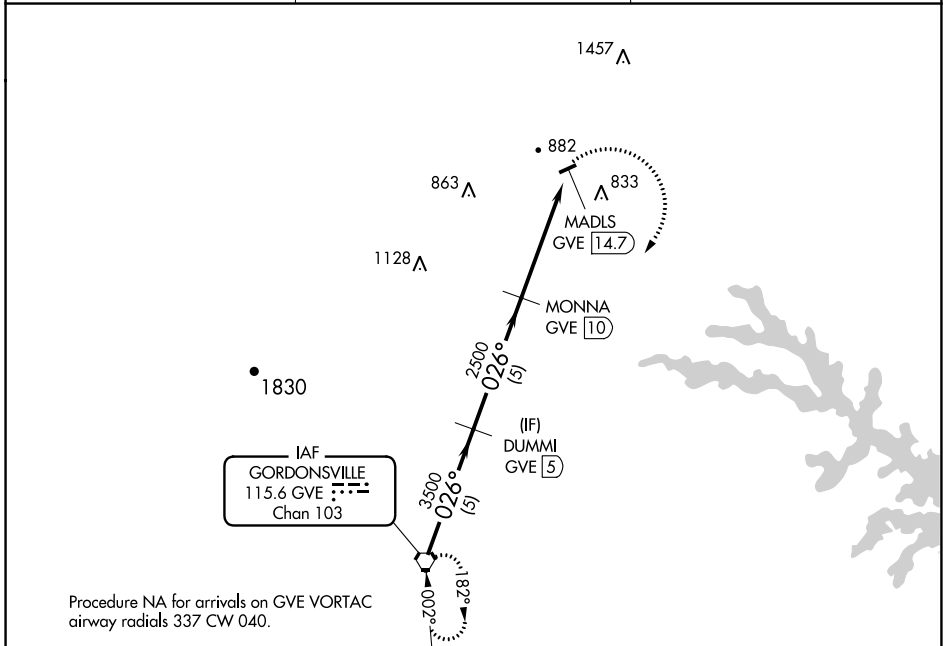 1457
882
863
833
MADLS
GVE 14.7
1128
MONNA
GVE 10
2500
026°
(5)
1830
(IF)
DUMMI
GVE 5
IAF
GORDONSVILLE
115.6 GVE
Chan 103
3500
026°
(5)
182°
002°
Procedure NA for arrivals on GVE VORTAC
airway radials 337 CW 040.